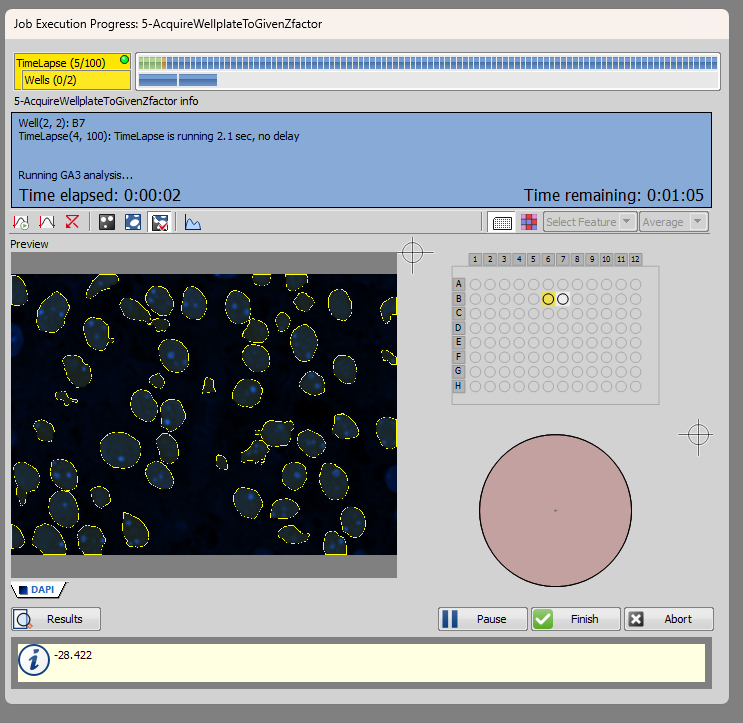 Job Execution Progress: 5-AcquireWellplateToGivenZfactor
TimeLapse (5/100)
Wells (0/2)
5-AcquireWellplateToGivenZfactor info
Well(2, 2): B7
TimeLapse(4, 100): TimeLapse is running 2.1 sec, no delay
Running GA3 analysis...
Time elapsed: 0:00:02 Time remaining: 0:01:05
Select Feature Average
Preview
1 2 3 4 5 6 7 8 9 10 11 12
A
B
C
D
E
F
G
H
DAPI
Results Pause Finish Abort
-28.422